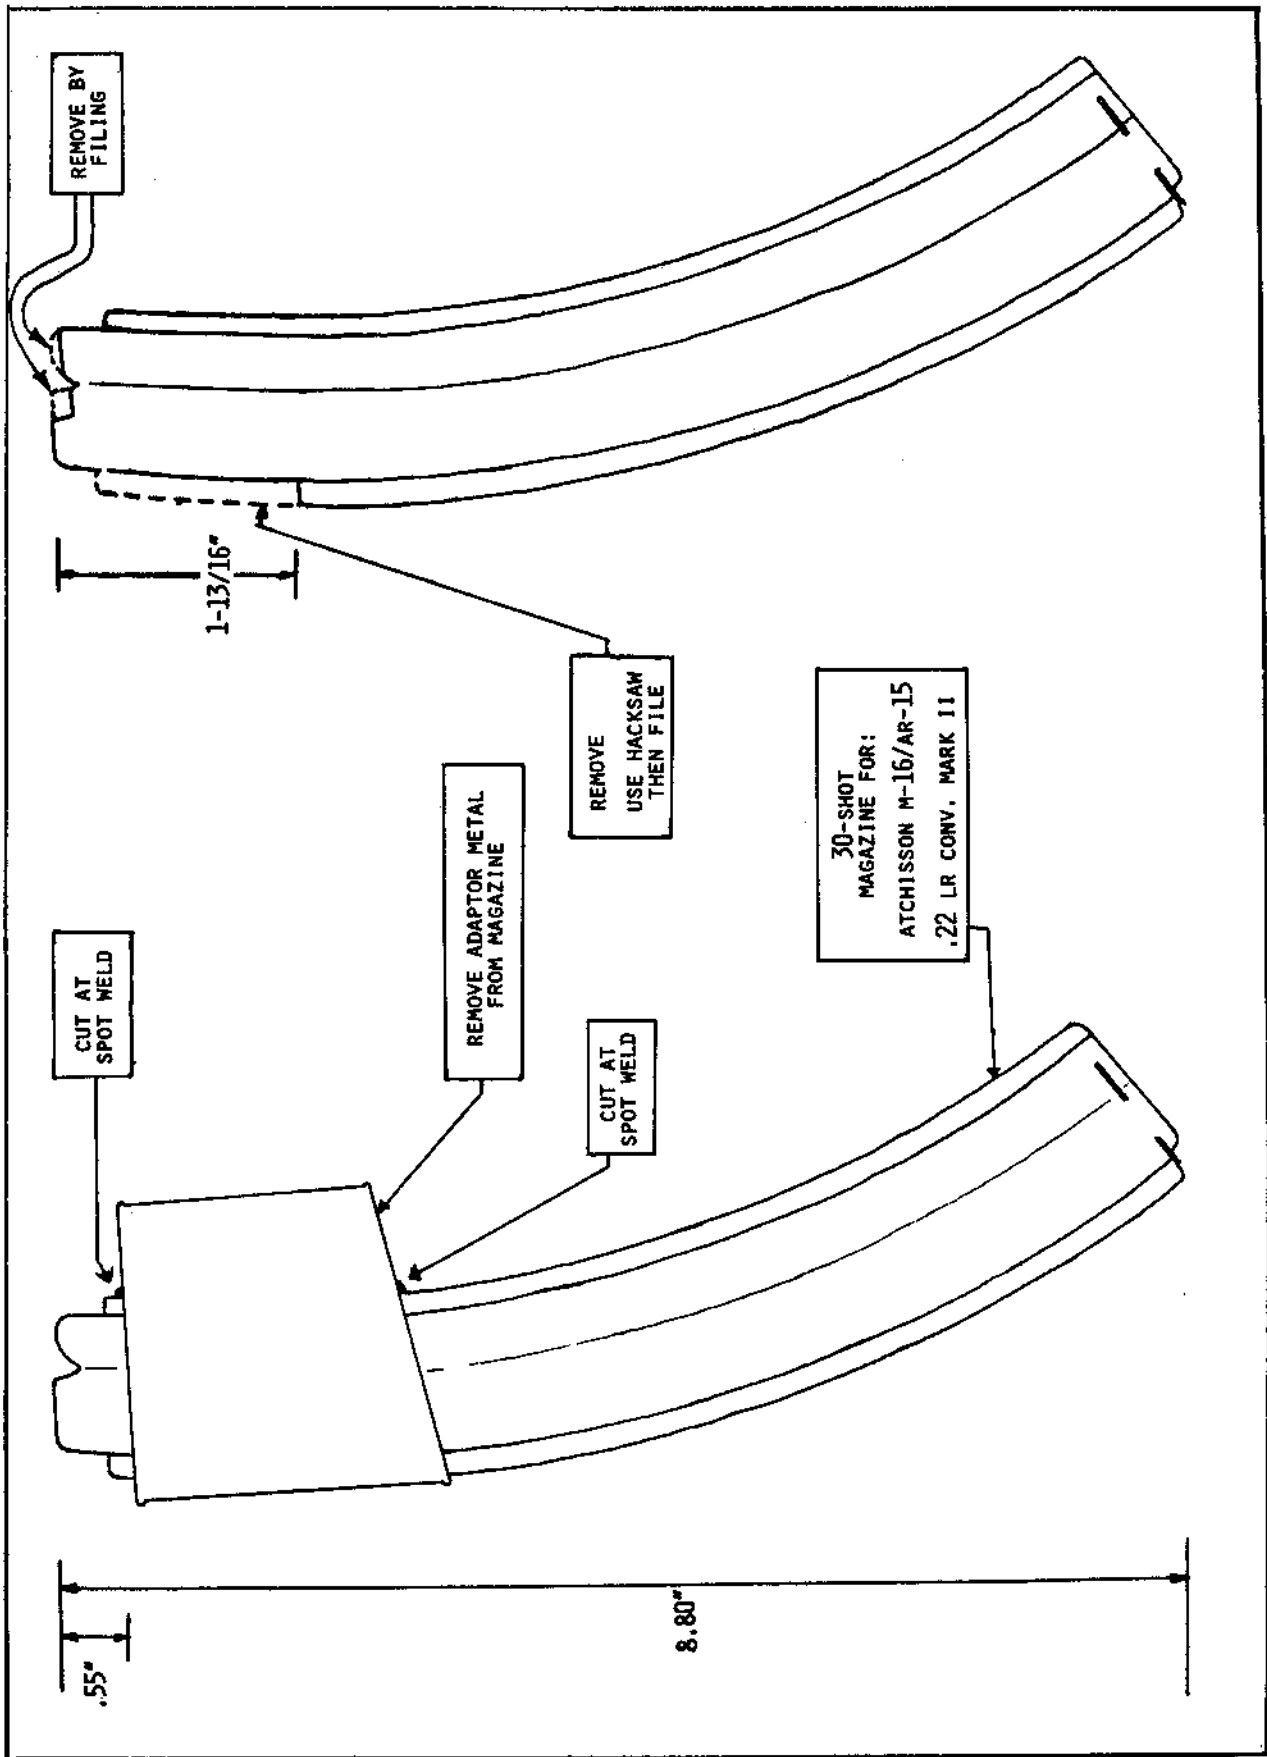 CUT AT
SPOT WELD
REMOVE ADAPTOR METAL
FROM MAGAZINE
CUT AT
SPOT WELD
.55"
8.80"
30-SHOT
MAGAZINE FOR:
ATCHISSON M-16/AR-15
.22 LR CONV. MARK II
REMOVE BY
FILING
1-13/16"
REMOVE
USE HACKSAW
THEN FILE